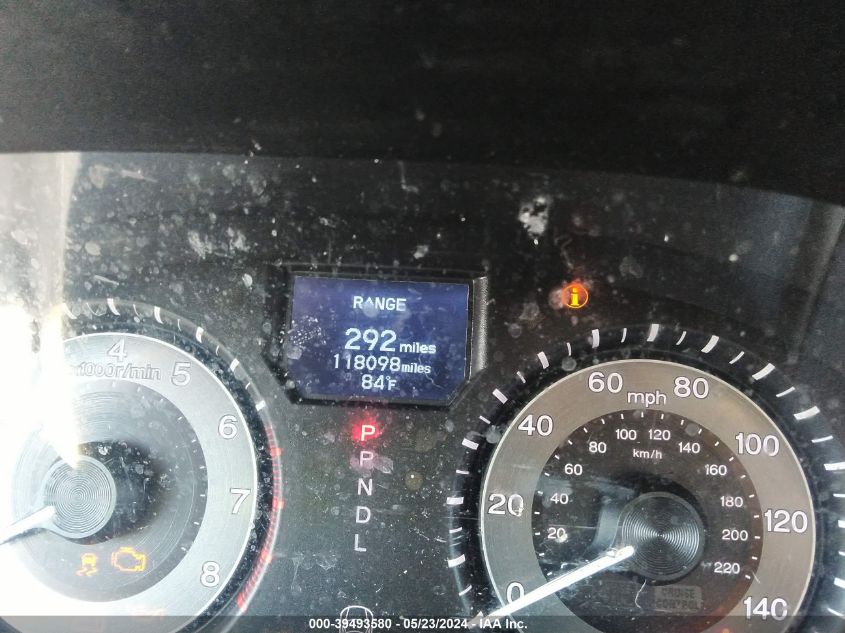 RANGE
292 miles
118098 miles
84°F
4
x1000r/min
5
6
7
8
P
R
N
D
L
0
20
40
60
mph
80
100
120
140
20
40
60
80
100
120
140
160
180
200
220
km/h
CRUISE
CONTROL
000-39493580 - 05/23/2024 - IAA Inc.